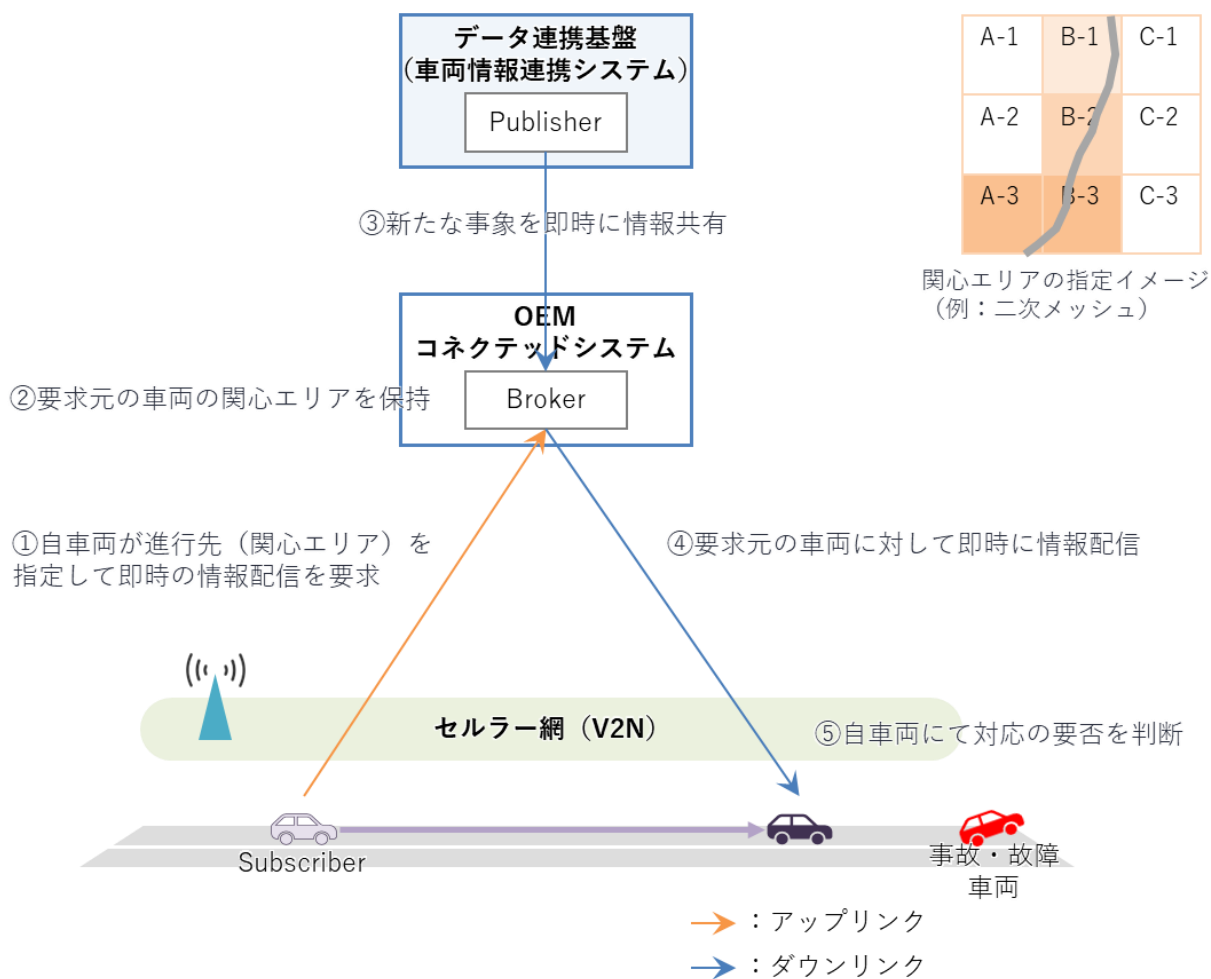 データ連携基盤
（車両情報連携システム）
Publisher
③新たな事象を即時に情報共有
A-1
B-1
C-1
A-2
B-2
C-2
A-3
B-3
C-3
関心エリアの指定イメージ
（例：二次メッシュ）
OEM
コネクテッドシステム
Broker
②要求元の車両の関心エリアを保持
①自車両が進行先（関心エリア）を
指定して即時の情報配信を要求
④要求元の車両に対して即時に情報配信
セルラー網（V2N）
⑤自車両にて対応の要否を判断
Subscriber
事故・故障
車両
：アップリンク
：ダウンリンク